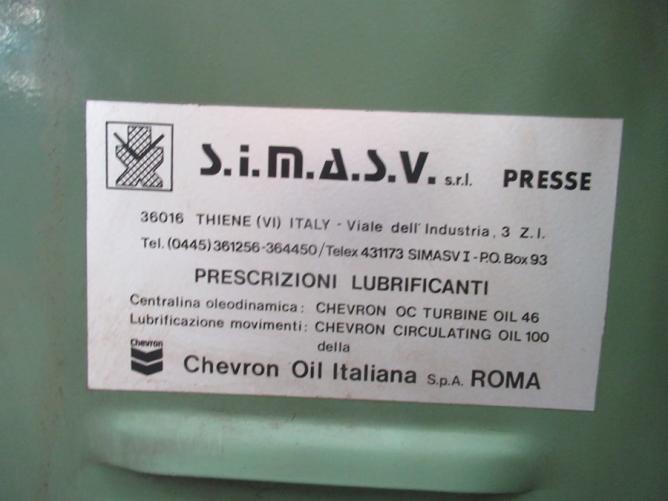 S.i.M.A.S.V. s.r.l. PRESSE
36016 THIENE (VI) ITALY - Viale dell' Industria, 3 Z.I.
Tel. (0445) 361256-364450/Telex 431173 SIMASV I - P.O. Box 93
PRESCRIZIONI LUBRIFICANTI
Centralina oleodinamica: CHEVRON OC TURBINE OIL 46
Lubrificazione movimenti: CHEVRON CIRCULATING OIL 100
della
Chevron
Chevron Oil Italiana S.p.A. ROMA